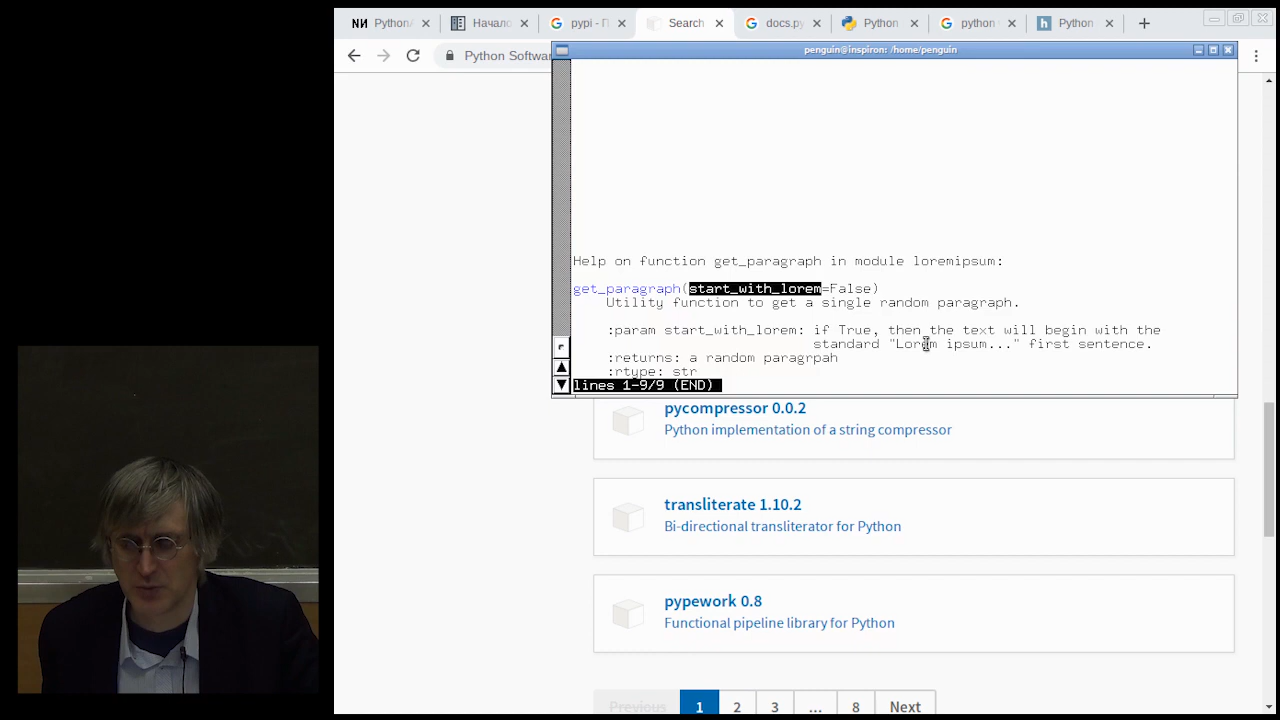 PythonA
Начало
pypi - П
Search
docs.py
Python
python
Python
Python Softwa
penguin@inspiron: /home/penguin
Help on function get_paragraph in module loremipsum:
get_paragraph(start_with_lorem=False)
Utility function to get a single random paragraph.
:param start_with_lorem: if True, then the text will begin with the
standard "Lorem ipsum..." first sentence.
:returns: a random paragrpah
:rtype: str
lines 1-9/9 (END)
pycompressor 0.0.2
Python implementation of a string compressor
transliterate 1.10.2
Bi-directional transliterator for Python
pypework 0.8
Functional pipeline library for Python
Previous 1 2 3 ... 8 Next